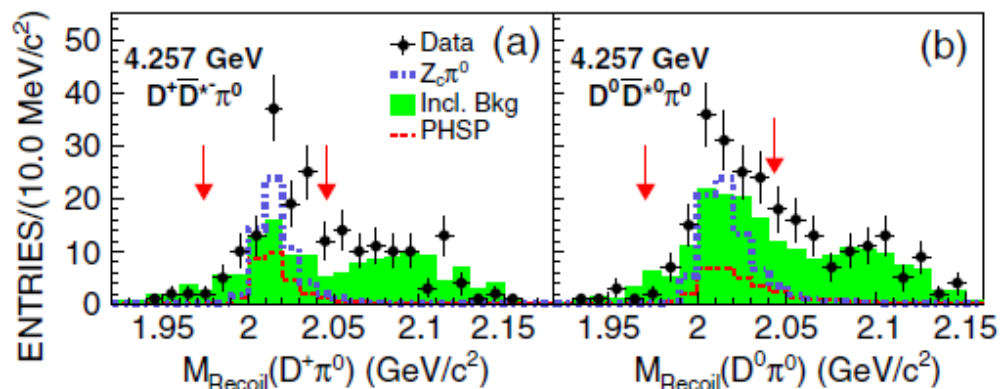 ENTRIES/(10.0 MeV/c²)
50
40
30
20
10
0
4.257 GeV
D⁺D̅*⁻π⁰
(a)
Data
Z_cπ⁰
Incl. Bkg
PHSP
1.95 2 2.05 2.1 2.15
M_Recoil(D⁺π⁰) (GeV/c²)
4.257 GeV
D⁰D̅*⁰π⁰
(b)
1.95 2 2.05 2.1 2.15
M_Recoil(D⁰π⁰) (GeV/c²)